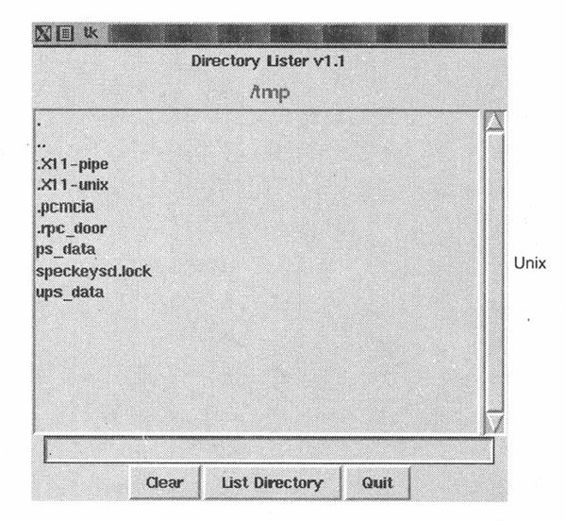 tk
Directory Lister v1.1
/tmp
.
..
.X11-pipe
.X11-unix
.pcmcia
.rpc_door
ps_data
speckeysd.lock
ups_data
Unix
Clear List Directory Quit